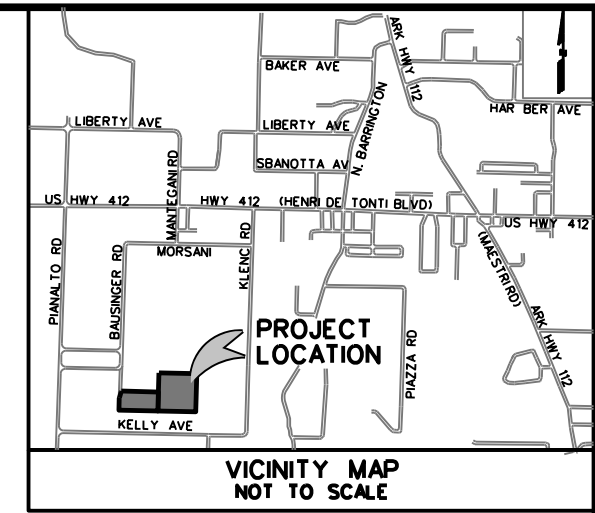 BAKER AVE
ARK HWY 112
HAR BER AVE
LIBERTY AVE
LIBERTY AVE
N. BARRINGTON
SBANOTTA AV
MANTEGANI RD
US HWY 412
HWY 412
(HENRI DE TONTI BLVD)
US HWY 412
PIANALTO RD
BAUSINGER RD
MORSANI
KLENC RD
(MAESTRI RD)
ARK HWY 112
PROJECT
LOCATION
PIAZZA RD
KELLY AVE
VICINITY MAP
NOT TO SCALE